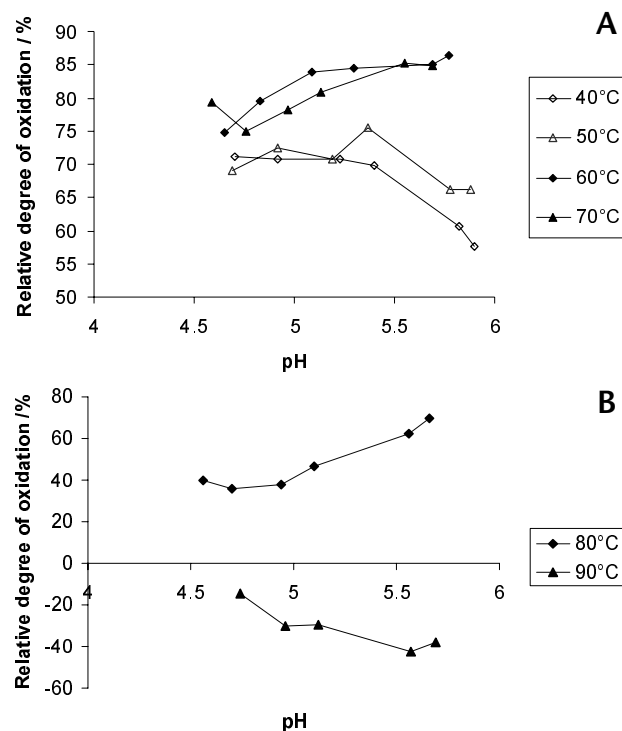 A
Relative degree of oxidation / %
90
85
80
75
70
65
60
55
50
4
4.5
5
5.5
6
pH
40°C
50°C
60°C
70°C
B
Relative degree of oxidation /%
80
60
40
20
0
-20
-40
-60
4
4.5
5
5.5
6
pH
80°C
90°C